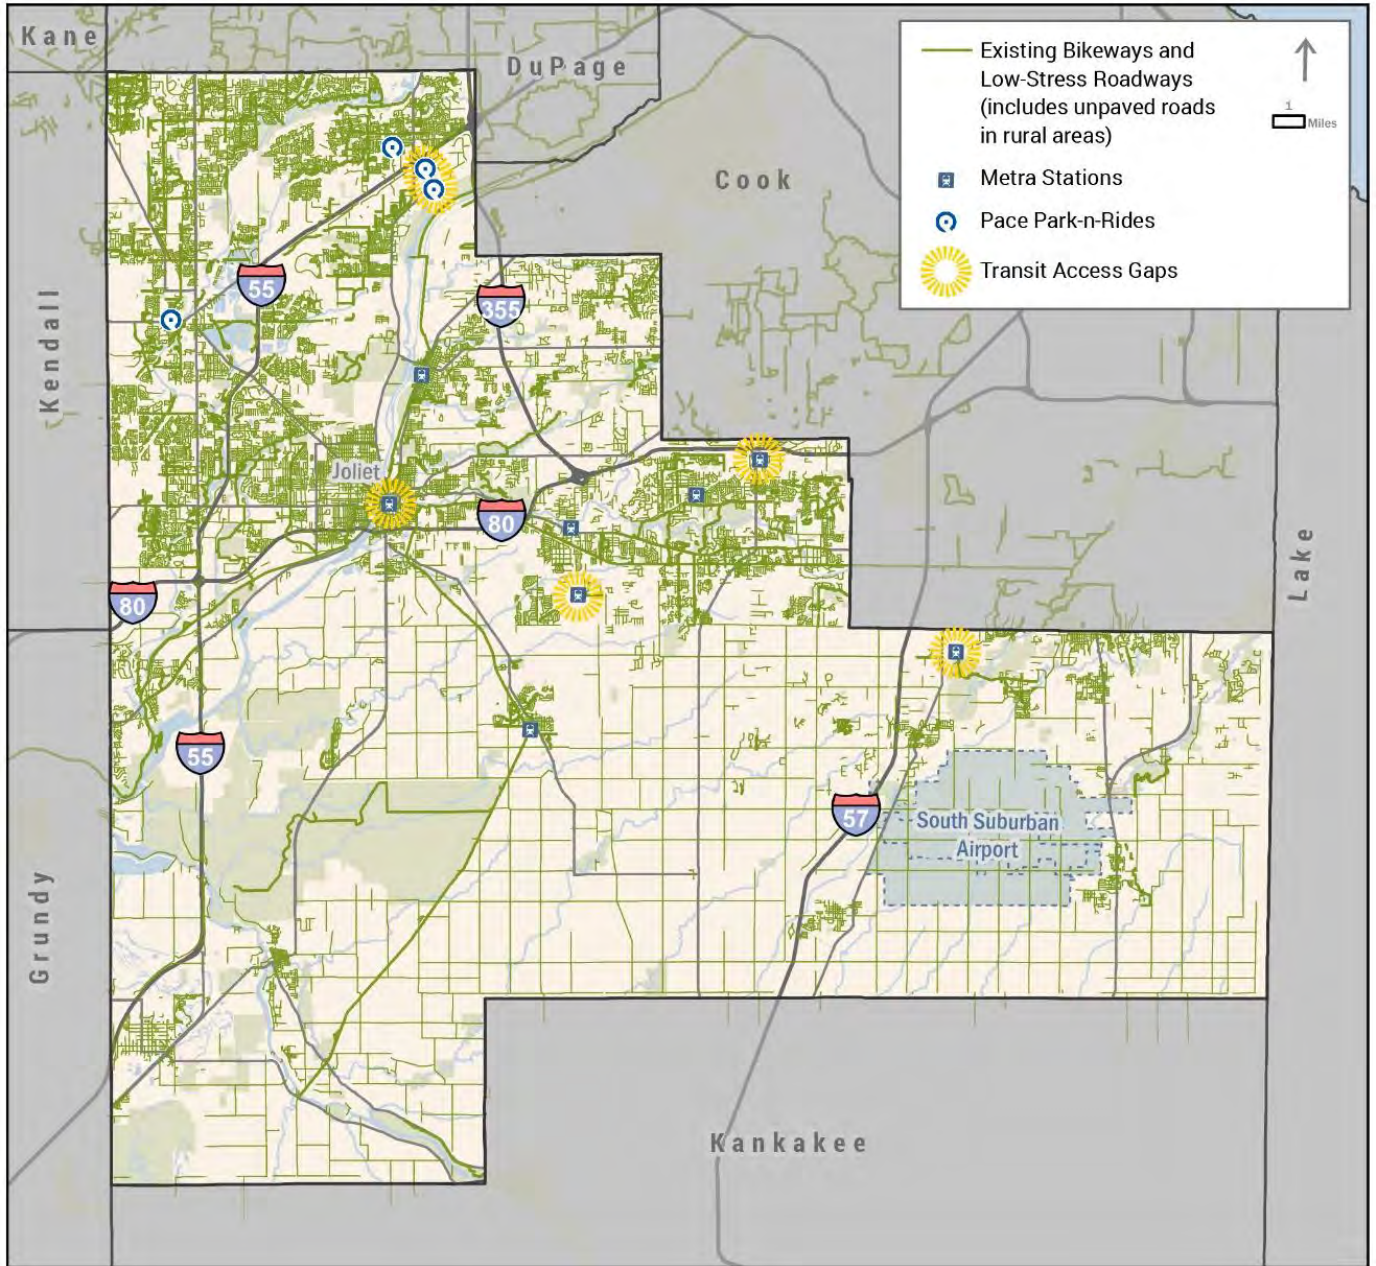 Kane
DuPage
Cook
Existing Bikeways and
Low-Stress Roadways
(includes unpaved roads
in rural areas)
1
Miles
Metra Stations
Pace Park-n-Rides
Transit Access Gaps
55
355
Kendall
Joliet
80
80
Lake
55
57
South Suburban
Airport
Grundy
Kankakee